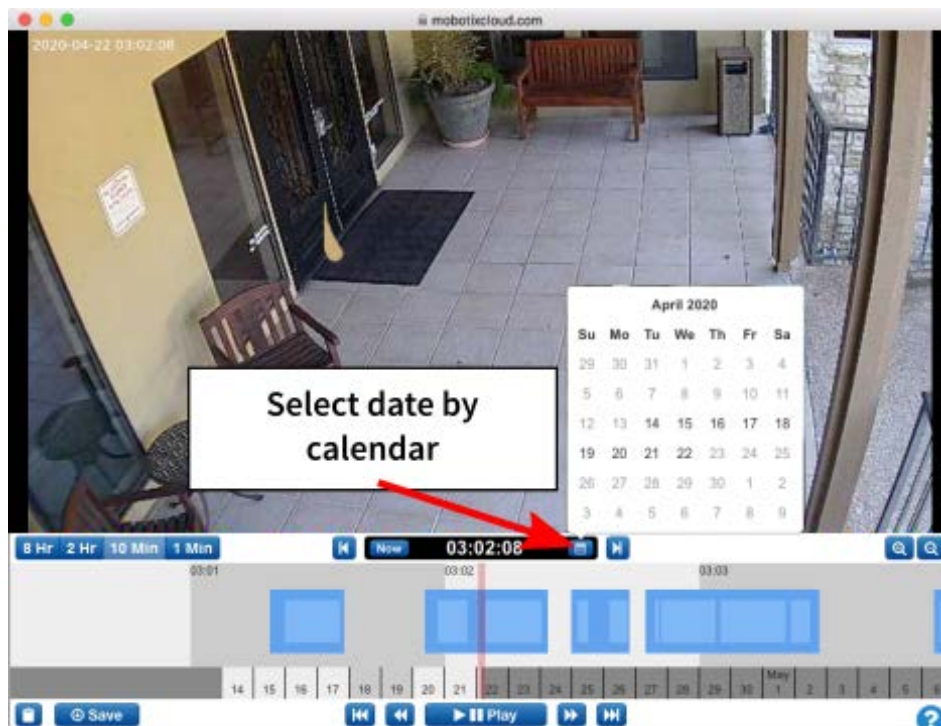 mobotixcloud.com
2020-04-22 03:02:08
April 2020
Su Mo Tu We Th Fr Sa
29 30 31 1 2 3 4
5 6 7 8 9 10 11
12 13 14 15 16 17 18
19 20 21 22 23 24 25
26 27 28 29 30 1 2
3 4 5 6 7 8 9
Select date by
calendar
8 Hr 2 Hr 10 Min 1 Min
Now 03:02:08
03:01 03:02 03:03
May
14 15 16 17 18 19 20 21 22 23 24 25 26 27 28 29 30 1 2 3 4 5 6
Save
Play
?